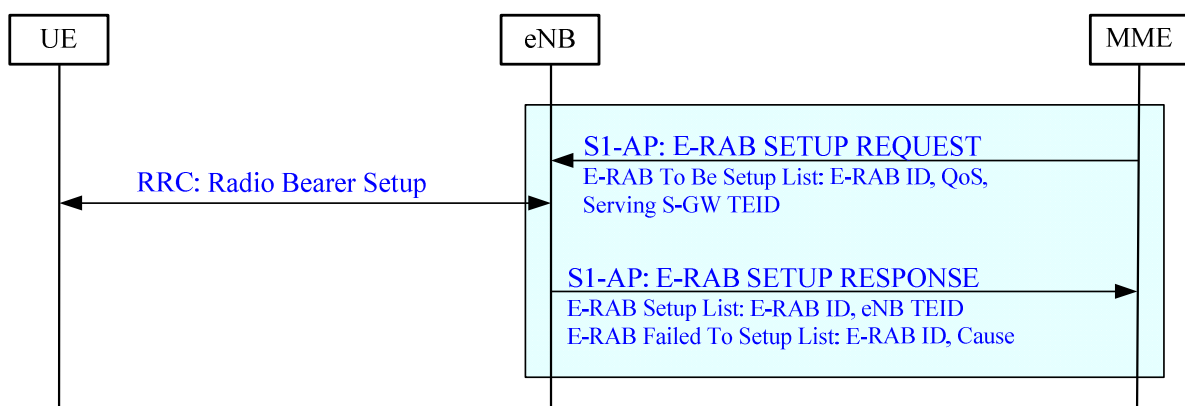 UE
eNB
MME
S1-AP: E-RAB SETUP REQUEST
E-RAB To Be Setup List: E-RAB ID, QoS,
Serving S-GW TEID
RRC: Radio Bearer Setup
S1-AP: E-RAB SETUP RESPONSE
E-RAB Setup List: E-RAB ID, eNB TEID
E-RAB Failed To Setup List: E-RAB ID, Cause